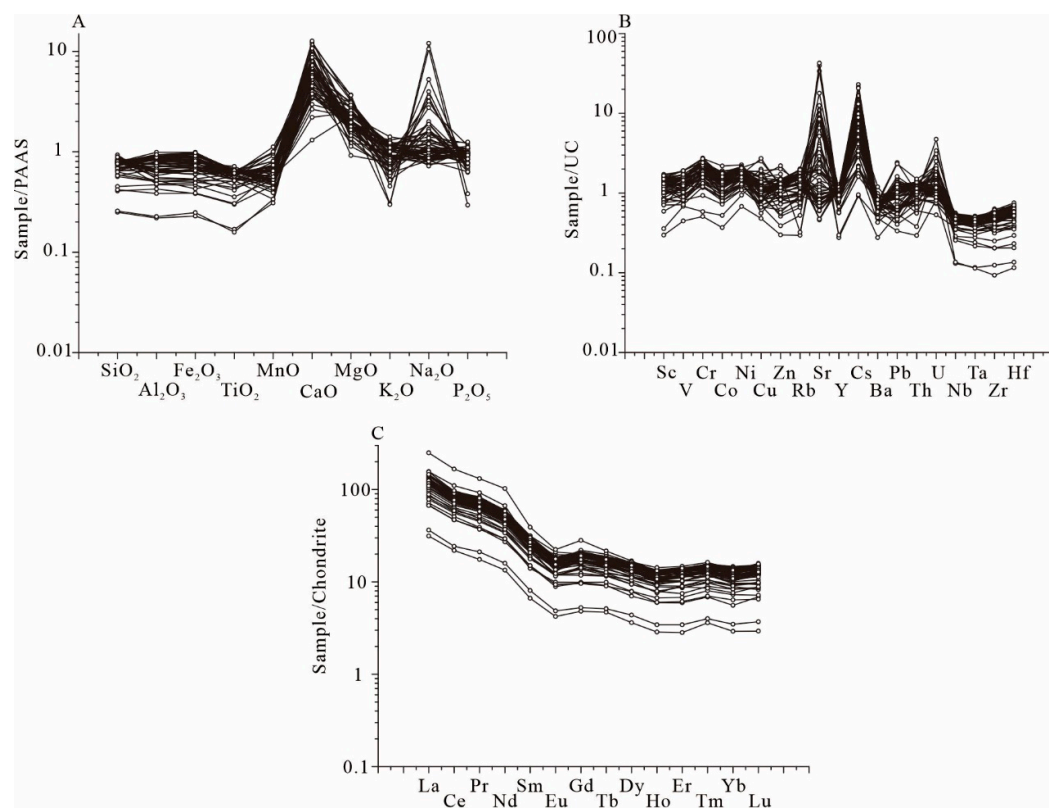 A
10
1
0.1
0.01
Sample/PAAS
SiO₂ Fe₂O₃ MnO MgO Na₂O
Al₂O₃ TiO₂ CaO K₂O P₂O₅
B
100
10
1
0.1
0.01
Sample/UC
Sc Cr Ni Zn Sr Cs Pb U Ta Hf
V Co Cu Rb Y Ba Th Nb Zr
C
100
10
1
0.1
Sample/Chondrite
La Pr Sm Gd Dy Er Yb
Ce Nd Eu Tb Ho Tm Lu